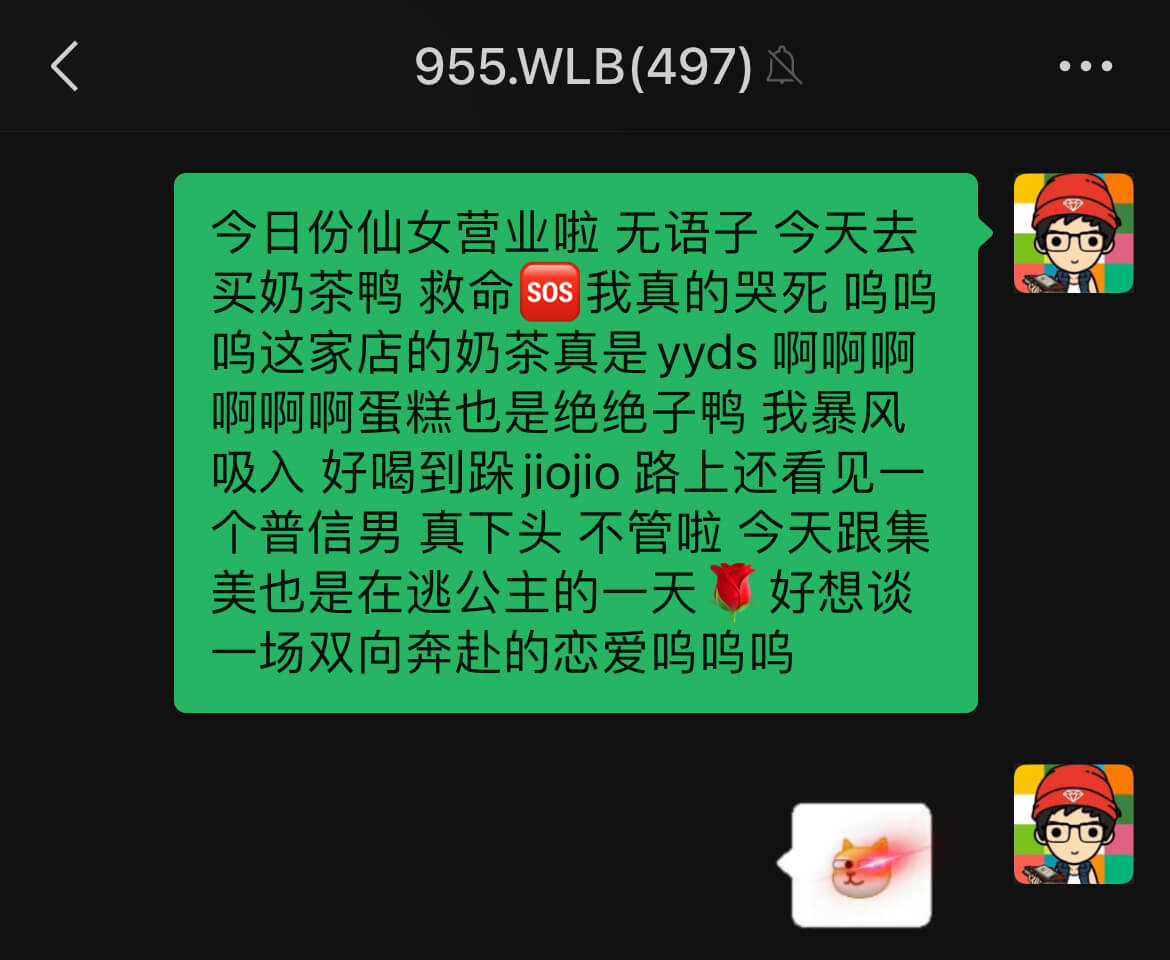 955.WLB(497)
今日份仙女营业啦 无语子 今天去
买奶茶鸭 救命🆘我真的哭死 呜呜
呜这家店的奶茶真是yyds 啊啊啊
啊啊啊蛋糕也是绝绝子鸭 我暴风
吸入 好喝到跺jiojio 路上还看见一
个普信男 真下头 不管啦 今天跟集
美也是在逃公主的一天🌹好想谈
一场双向奔赴的恋爱呜呜呜